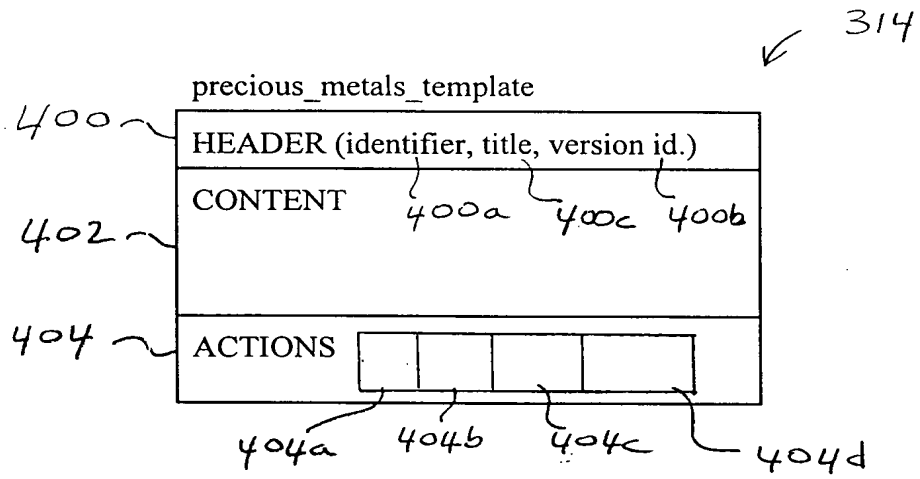 314
precious_metals_template
400
HEADER (identifier, title, version id.)
400a 400c 400b
CONTENT
402
404
ACTIONS
404a 404b 404c 404d